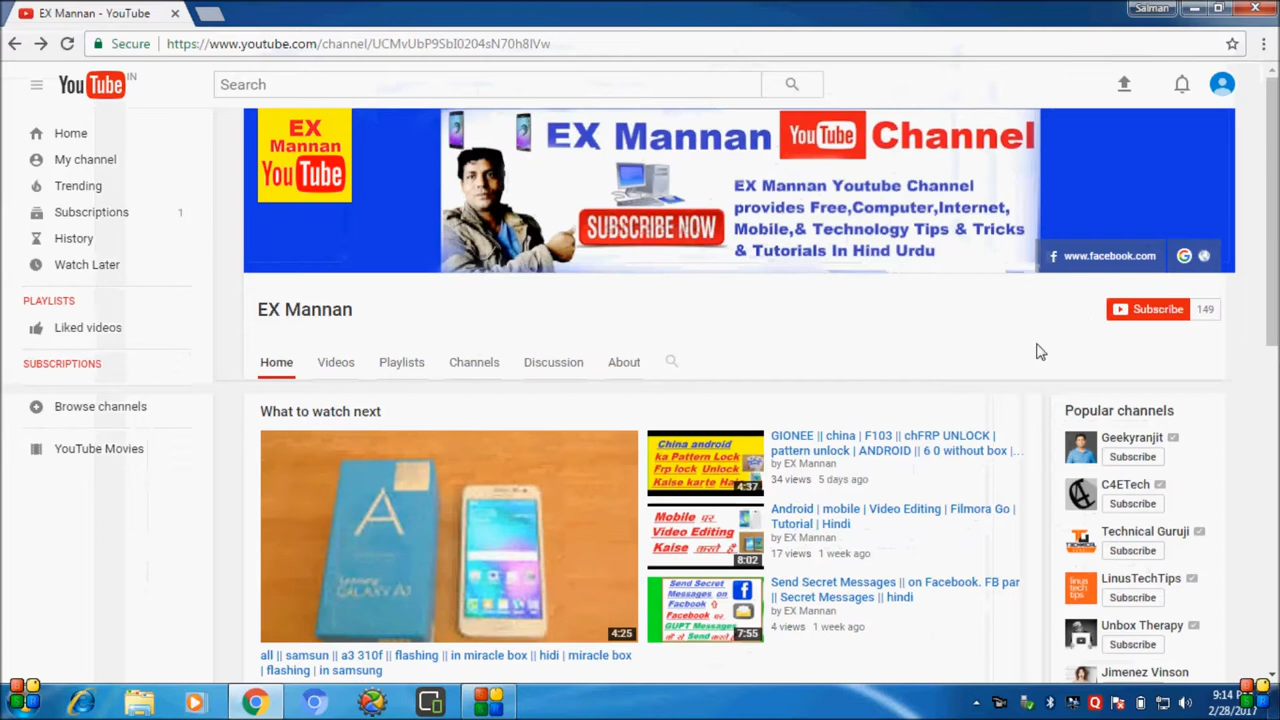 EX Mannan - YouTube
Salman
Secure
https://www.youtube.com/channel/UCMvUbP9SbI0204sN70h8IVw
YouTube IN
Search
Home
My channel
Trending
Subscriptions 1
History
Watch Later
PLAYLISTS
Liked videos
SUBSCRIPTIONS
Browse channels
YouTube Movies
EX
Mannan
YouTube
EX Mannan YouTube Channel
SUBSCRIBE NOW
EX Mannan Youtube Channel
provides Free,Computer,Internet,
Mobile,& Technology Tips & Tricks
& Tutorials In Hind Urdu
www.facebook.com
EX Mannan
Subscribe 149
Home Videos Playlists Channels Discussion About
What to watch next
A
SAMSUNG
4:25
all || samsun || a3 310f || flashing || in miracle box || hidi | miracle box
| flashing | in samsung
China android
ka Pattern Lock
Frp lock Unlock
Kaise karte Hai
4:37
GIONEE || china | F103 || chFRP UNLOCK |
pattern unlock | ANDROID || 6 0 without box |...
by EX Mannan
34 views 5 days ago
Mobile पर
Video Editing
Kaise करते हैं
8:02
Android | mobile | Video Editing | Filmora Go |
Tutorial | Hindi
by EX Mannan
17 views 1 week ago
Send Secret
Messages on
Facbook
Facebook पर
GUPT Messages
Send
7:55
Send Secret Messages || on Facebook. FB par
|| Secret Messages || hindi
by EX Mannan
4 views 1 week ago
Popular channels
Geekyranjit
Subscribe
C4ETech
Subscribe
Technical Guruji
Subscribe
LinusTechTips
Subscribe
Unbox Therapy
Subscribe
Jimenez Vinson
9:14 P
2/28/2017